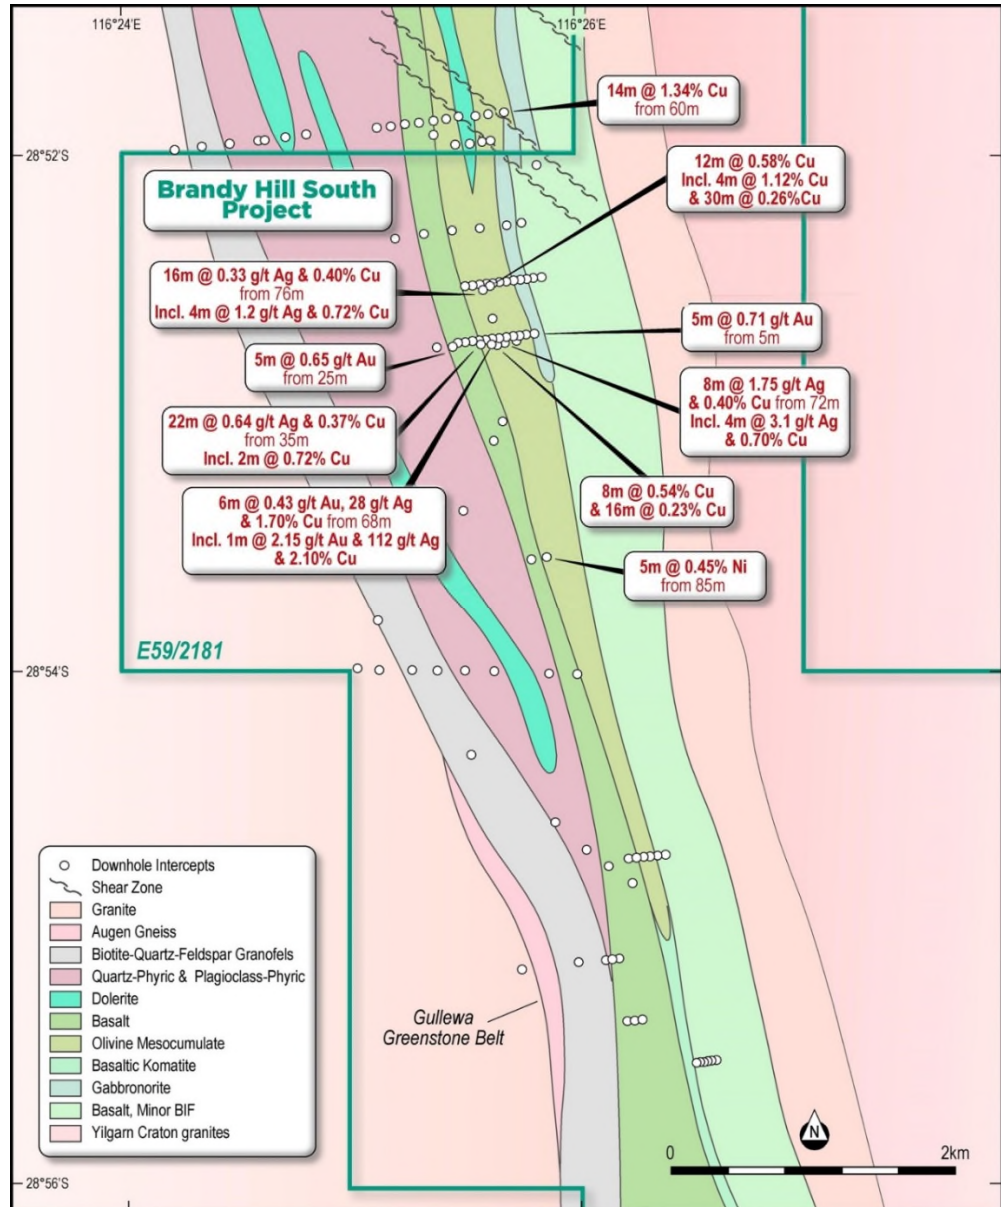 116°24'E
116°26'E
14m @ 1.34% Cu
from 60m
28°52'S
12m @ 0.58% Cu
Incl. 4m @ 1.12% Cu
& 30m @ 0.26%Cu
Brandy Hill South
Project
16m @ 0.33 g/t Ag & 0.40% Cu
from 76m
Incl. 4m @ 1.2 g/t Ag & 0.72% Cu
5m @ 0.71 g/t Au
from 5m
5m @ 0.65 g/t Au
from 25m
8m @ 1.75 g/t Ag
& 0.40% Cu from 72m
Incl. 4m @ 3.1 g/t Ag
& 0.70% Cu
22m @ 0.64 g/t Ag & 0.37% Cu
from 35m
Incl. 2m @ 0.72% Cu
8m @ 0.54% Cu
& 16m @ 0.23% Cu
6m @ 0.43 g/t Au, 28 g/t Ag
& 1.70% Cu from 68m
Incl. 1m @ 2.15 g/t Au & 112 g/t Ag
& 2.10% Cu
5m @ 0.45% Ni
from 85m
E59/2181
28°54'S
Downhole Intercepts
Shear Zone
Granite
Augen Gneiss
Biotite-Quartz-Feldspar Granofels
Quartz-Phyric & Plagioclass-Phyric
Dolerite
Basalt
Olivine Mesocumulate
Basaltic Komatite
Gabbronorite
Basalt, Minor BIF
Yilgarn Craton granites
Gullewa
Greenstone Belt
N
0
2km
28°56'S